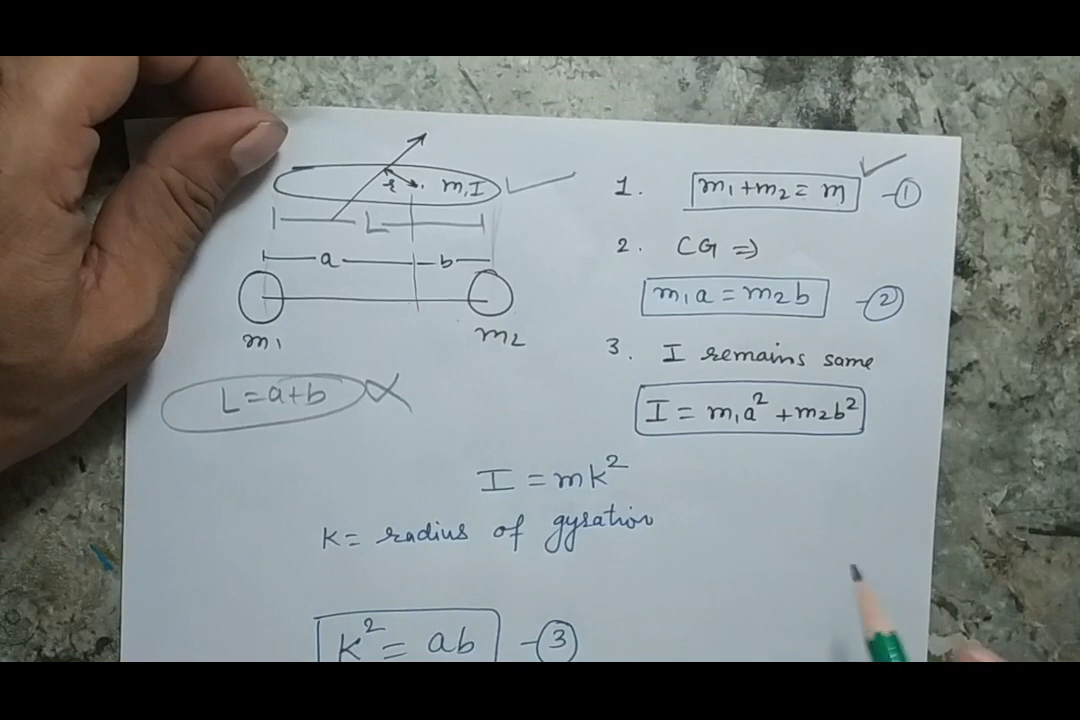 r m, I
L
a b
m₁ m₂
L = a+b
1. m₁ + m₂ = m -①
2. CG ⇒
m₁a = m₂b -②
3. I remains same
I = m₁a² + m₂b²
I = mk²
K = radius of gyration
K² = ab -③